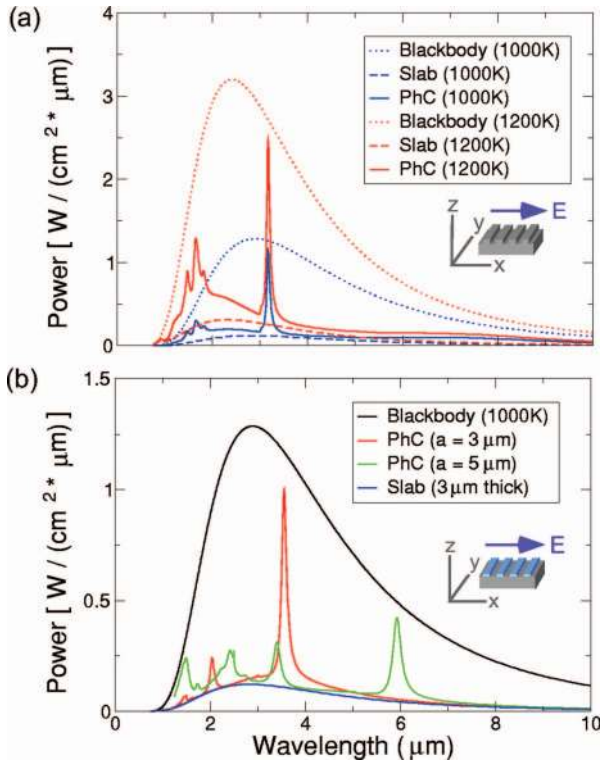 (a)
4
3
2
1
0
Power [ W / (cm² * μm) ]
Blackbody (1000K)
Slab (1000K)
PhC (1000K)
Blackbody (1200K)
Slab (1200K)
PhC (1200K)
z
y
x
E
(b)
1.5
1
0.5
0
Power [ W / (cm² * μm) ]
Blackbody (1000K)
PhC (a = 3 μm)
PhC (a = 5 μm)
Slab (3μm thick)
z
y
x
E
0 2 4 6 8 10
Wavelength (μm)